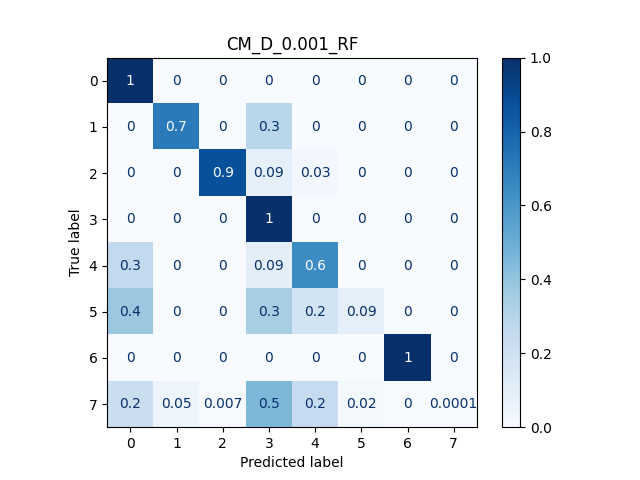 CM_D_0.001_RF
0 1 0 0 0 0 0 0 0 1.0
1 0 0.7 0 0.3 0 0 0 0
2 0 0 0.9 0.09 0.03 0 0 0 0.8
3 0 0 0 1 0 0 0 0 0.6
True label
4 0.3 0 0 0.09 0.6 0 0 0 0.4
5 0.4 0 0 0.3 0.2 0.09 0 0
6 0 0 0 0 0 0 1 0 0.2
7 0.2 0.05 0.007 0.5 0.2 0.02 0 0.0001 0.0
0 1 2 3 4 5 6 7
Predicted label